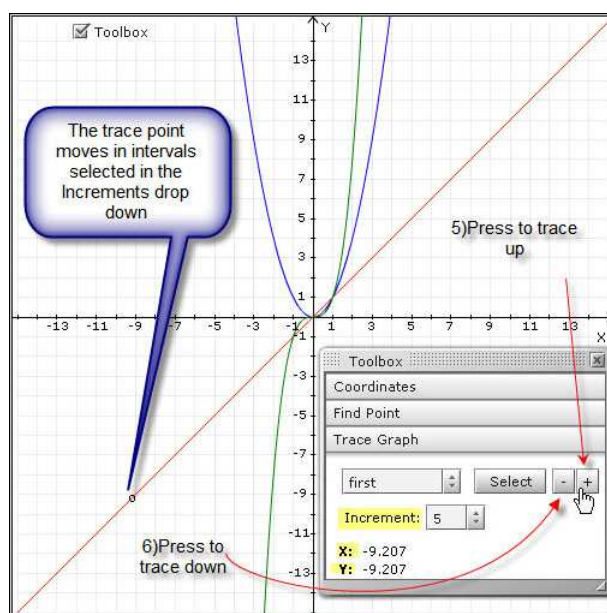 Toolbox
Y
The trace point
moves in intervals
selected in the
Increments drop
down
13
11
9
7
5
3
1
5)Press to trace
up
-13 -11 -9 -7 -5 -3 -1 1 3 5 7 9 11 13
X
-1
-3
-5
-7
-9
-11
-13
o
Toolbox
Coordinates
Find Point
Trace Graph
first Select - +
Increment: 5
X: -9.207
Y: -9.207
6)Press to
trace down